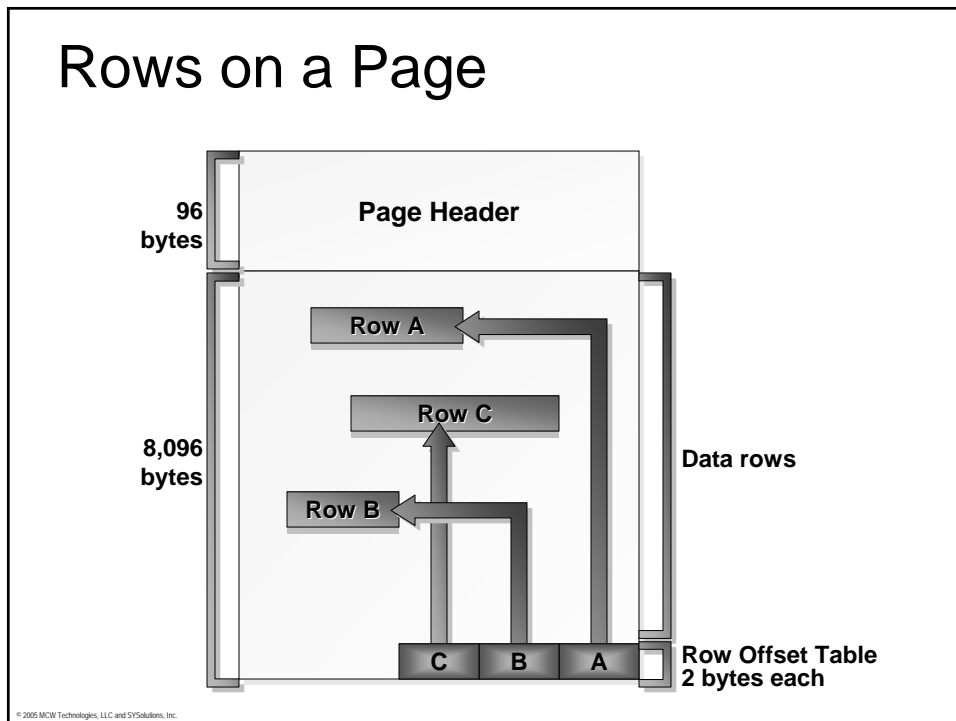 Rows on a Page
96
bytes
Page Header
Row A
Row C
8,096
bytes
Data rows
Row B
C B A
Row Offset Table
2 bytes each
© 2005 MCW Technologies, LLC and SYSolutions, Inc.